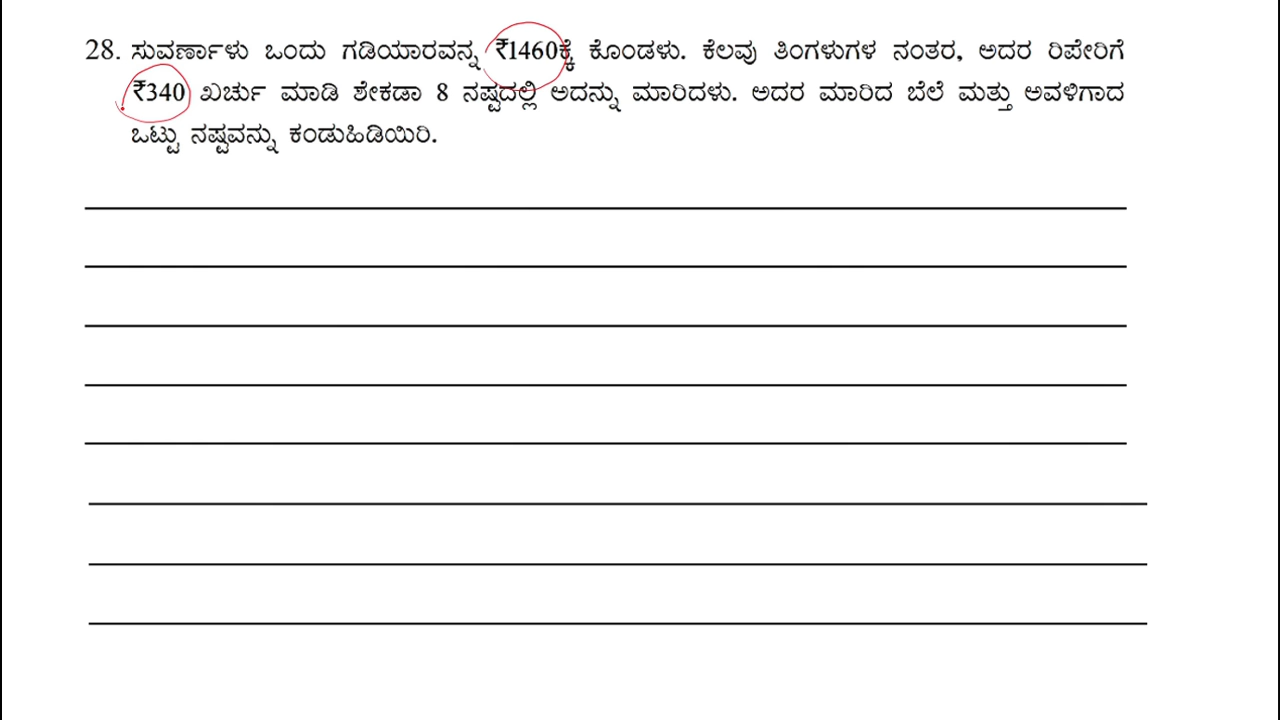 28. ಸುವರ್ಣಾಳು ಒಂದು ಗಡಿಯಾರವನ್ನ ₹1460ಕ್ಕೆ ಕೊಂಡಳು. ಕೆಲವು ತಿಂಗಳುಗಳ ನಂತರ, ಅದರ ರಿಪೇರಿಗೆ
₹340 ಖರ್ಚು ಮಾಡಿ ಶೇಕಡಾ 8 ನಷ್ಟದಲ್ಲಿ ಅದನ್ನು ಮಾರಿದಳು. ಅದರ ಮಾರಿದ ಬೆಲೆ ಮತ್ತು ಅವಳಿಗಾದ
ಒಟ್ಟು ನಷ್ಟವನ್ನು ಕಂಡುಹಿಡಿಯಿರಿ.